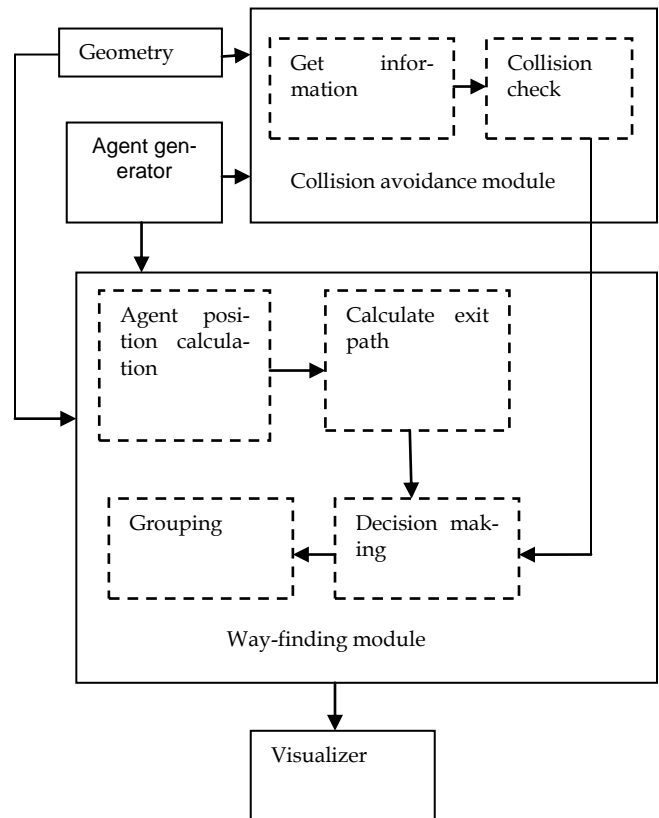 Geometry
Get infor-
mation
Collision
check
Agent gen-
erator
Collision avoidance module
Agent posi-
tion calcula-
tion
Calculate exit
path
Grouping
Decision mak-
ing
Way-finding module
Visualizer